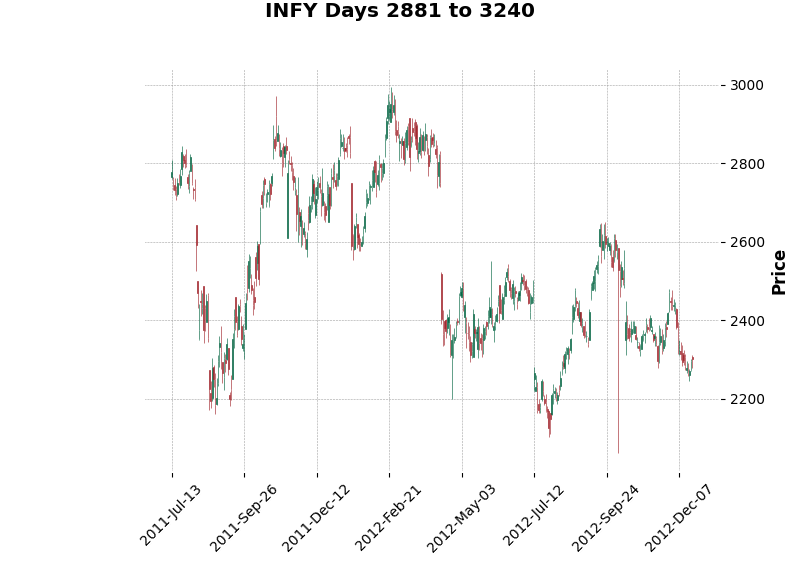 INFY Days 2881 to 3240
3000
2800
2600
2400
2200
Price
2011-Jul-13
2011-Sep-26
2011-Dec-12
2012-Feb-21
2012-May-03
2012-Jul-12
2012-Sep-24
2012-Dec-07